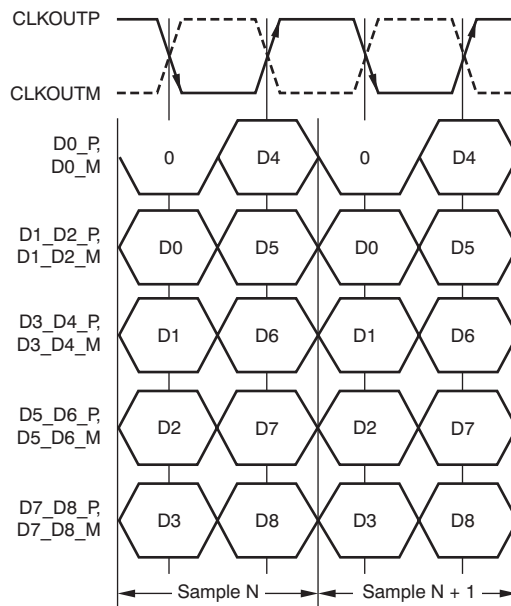 CLKOUTP
CLKOUTM
D0_P,
D0_M
0 D4 0 D4
D1_D2_P,
D1_D2_M
D0 D5 D0 D5
D3_D4_P,
D3_D4_M
D1 D6 D1 D6
D5_D6_P,
D5_D6_M
D2 D7 D2 D7
D7_D8_P,
D7_D8_M
D3 D8 D3 D8
Sample N Sample N + 1